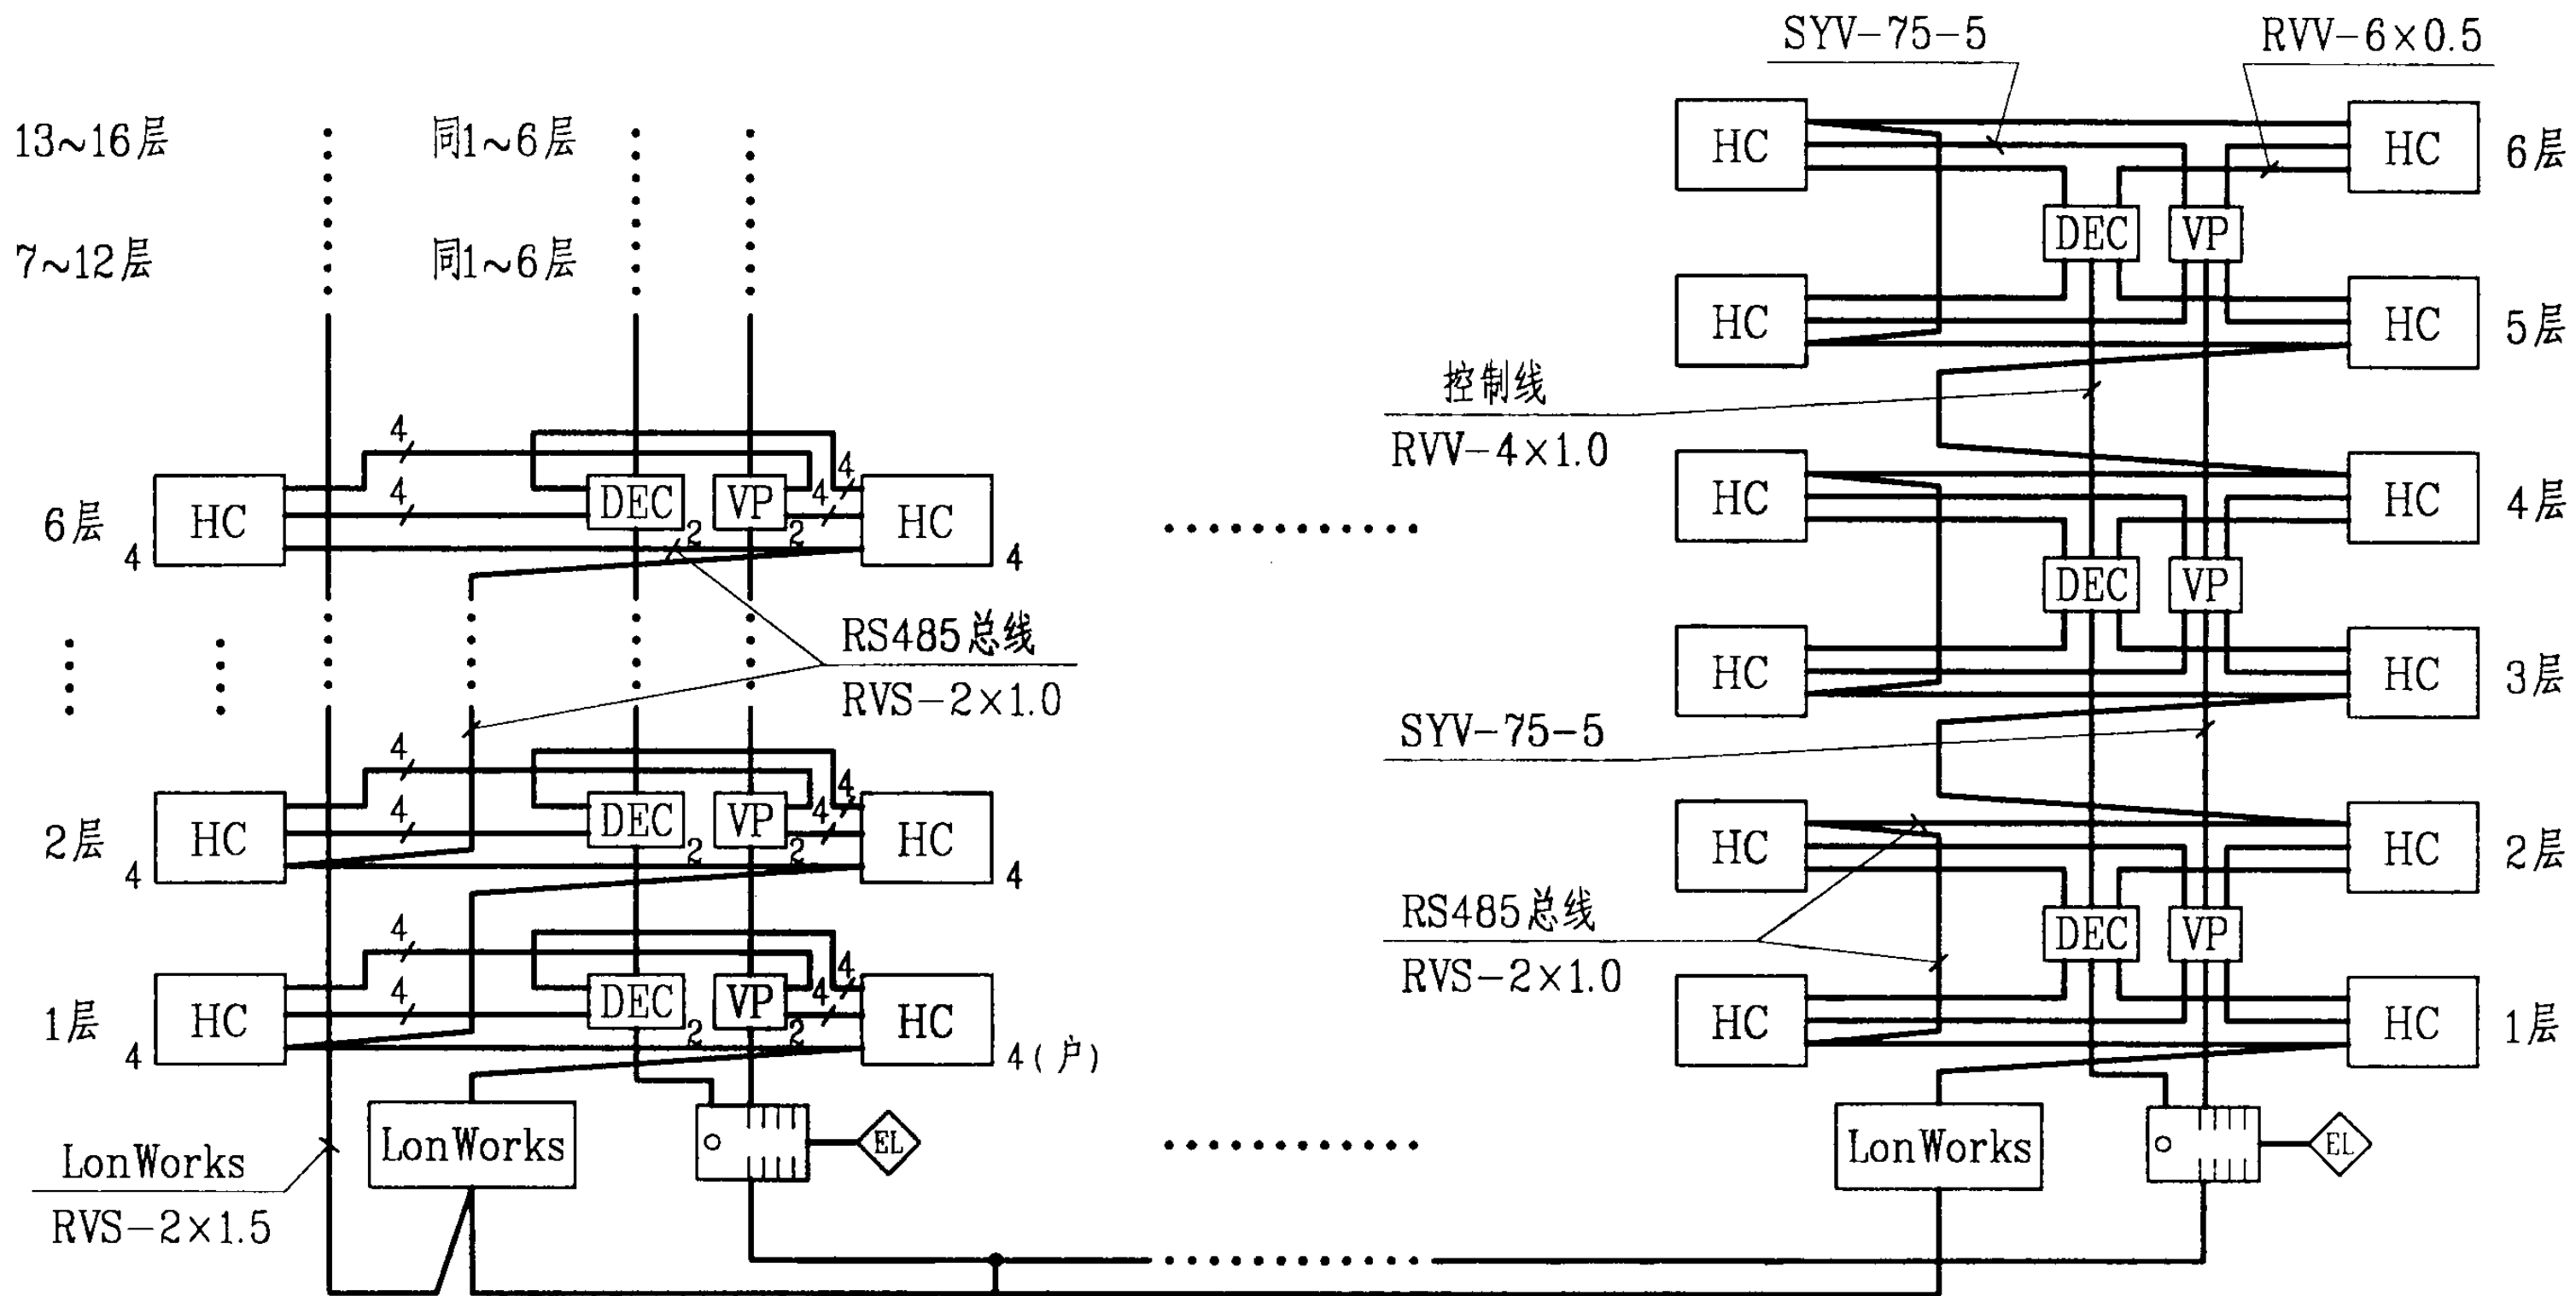 SYV-75-5
RVV-6×0.5
13~16层
同1~6层
HC
HC
6层
DEC
VP
7~12层
同1~6层
HC
HC
5层
控制线
RVV-4×1.0
4
4
4
4
HC
DEC
VP
HC
6层
4
2
2
4
HC
HC
4层
DEC
VP
RS485总线
RVS-2×1.0
HC
HC
3层
SYV-75-5
4
4
4
4
HC
DEC
VP
HC
2层
4
2
2
4
HC
HC
2层
RS485总线
RVS-2×1.0
DEC
VP
4
4
4
4
HC
DEC
VP
HC
1层
4
2
2
4(户)
HC
HC
1层
LonWorks
RVS-2×1.5
LonWorks
EL
LonWorks
EL